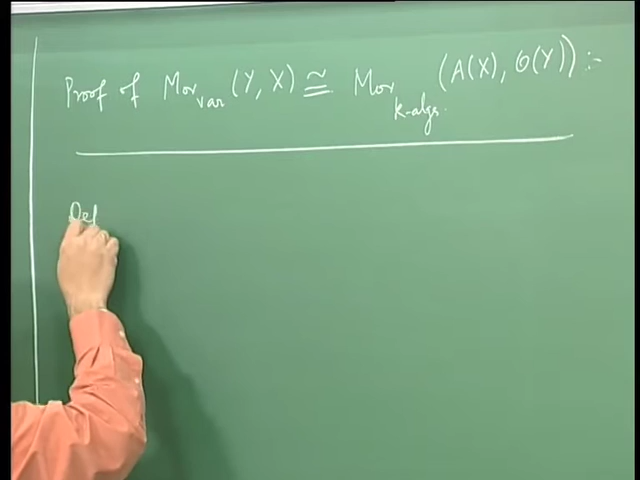 Proof of Mor_var (Y, X) ≅ Mor_k-algs. (A(X), O(Y)) :-
Def